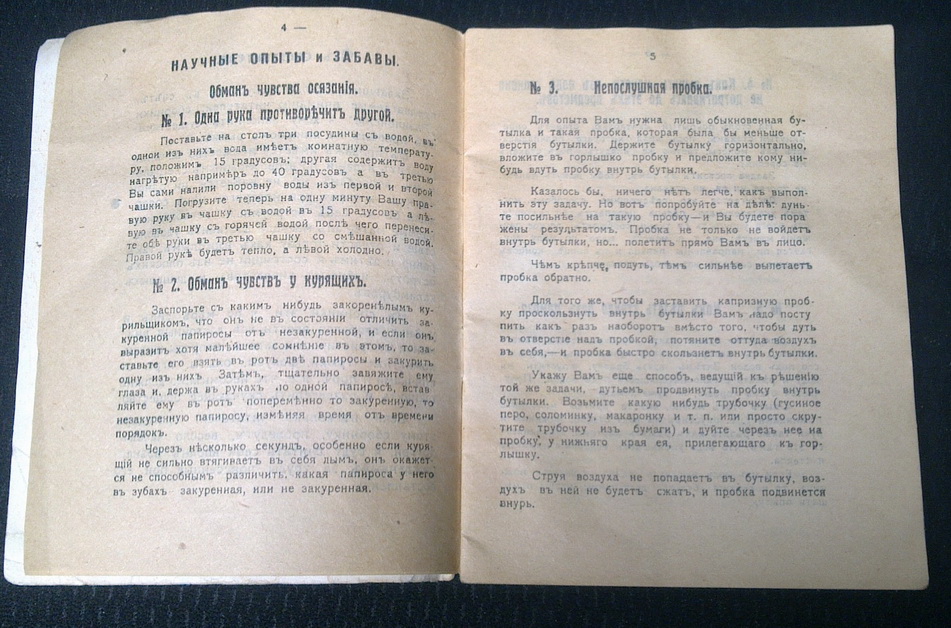 4 —
НАУЧНЫЕ ОПЫТЫ и ЗАБАВЫ.
Обманъ чувства осязанія.
№ 1. Одна рука противорѣчитъ другой.
Поставьте на столъ три посуды съ водой, въ
одной изъ нихъ вода имѣетъ комнатную температу-
ру, положимъ 15 градусовъ; другая содержитъ воду
нагрѣтую напримѣръ до 40 градусовъ а въ третью
Вы сами налили поровну воды изъ первой и второй
чашки. Погрузите теперь на одну минуту Вашу пра-
вую руку въ чашку съ водой въ 15 градусовъ а лѣ-
вую въ чашку съ горячей водой послѣ чего перенеси-
те обѣ руки въ третью чашку со смѣшанной водой.
Правой рукѣ будетъ тепло, а лѣвой холодно.
№ 2. Обманъ чувствъ у курящихъ.
Заспорьте съ какимъ нибудь закоренѣлымъ ку-
рильщикомъ, что онъ не въ состояніи отличить за-
куренной папиросы отъ незакуренной, и если онъ
выразитъ хотя малѣйшее сомнѣніе въ этомъ, то за-
ставьте его взять въ ротъ двѣ папиросы и закурить
одну изъ нихъ Затѣмъ, тщательно завяжите ему
глаза и, держа въ рукахъ по одной папиросѣ, встав
ляйте ему въ ротъ поперемѣнно то закуренную, то
незакуренную папиросу, измѣняя время отъ времени
порядокъ.
Черезъ нѣсколько секундъ, особенно если куря-
щій не сильно втягиваетъ въ себя дымъ, онъ окажет-
ся не способнымъ различить, какая папироса у него
въ зубахъ закуренная, или не закуренная.
5
№ 3. Непослушная пробка.
Для опыта Вамъ нужна лишь обыкновенная бу-
тылка и такая пробка, которая была бы меньше от-
верстія бутылки. Держите бутылку горизонтально,
вложите въ горлышко пробку и предложите кому ни-
будь вдуть пробку внутрь бутылки.
Казалось бы, ничего нѣтъ легче, какъ выпол-
нить эту задачу. Но вотъ попробуйте на дѣлѣ: дунь-
те посильнѣе на такую пробку—и Вы будете пора
жены результатомъ. Пробка не только не войдетъ
внутрь бутылки, но... полетитъ прямо Вамъ въ лицо.
Чѣмъ крѣпче, подуть, тѣмъ сильнѣе вылетаетъ
пробка обратно.
Для того же, чтобы заставить капризную проб-
ку проскользнуть внутрь бутылки Вамъ надо посту
пить какъ разъ наоборотъ вмѣсто того, чтобы дуть
въ отверстіе надъ пробкой, потяните оттуда воздухъ
въ себя,—и пробка быстро скользнетъ внутрь бутылки.
Укажу Вамъ еще способъ, ведущій къ рѣшенію
той же задачи, дутьемъ продвинуть пробку внутрь
бутылки. Возьмите какую нибудь трубочку (гусиное
перо, соломинку, макаронку и т. п. или просто скру-
тите трубочку изъ бумаги) и дуйте черезъ нее на
пробку, у нижняго края ея, прилегающаго къ гор-
лышку.
Струя воздуха не попадаетъ въ бутылку, воз-
духъ въ ней не будетъ сжатъ, и пробка подвинется
внурь.